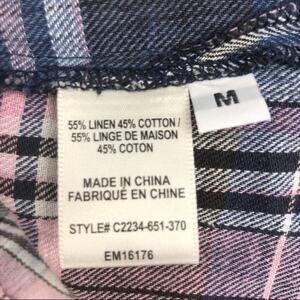 M
55% LINEN 45% COTTON /
55% LINGE DE MAISON
45% COTON
MADE IN CHINA
FABRIQUÉ EN CHINE
STYLE# C2234-651-370
EM16176